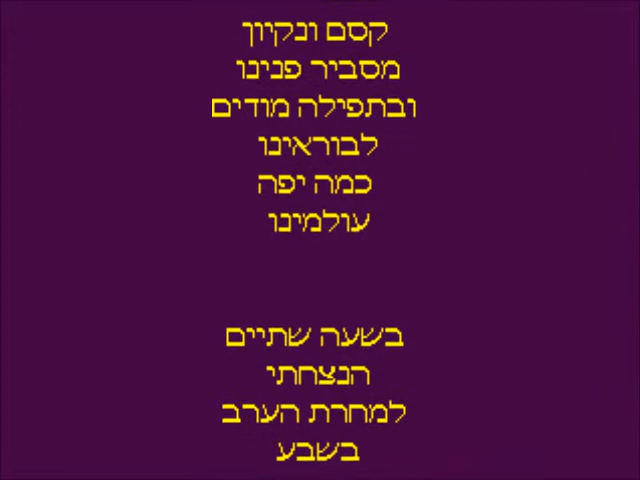 קסם ונקיון
מסביר פנינו
ובתפילה מודים
לבוראינו
כמה יפה
עולמינו
בשעה שתיים
הנצחתי
למחרת הערב
בשבע